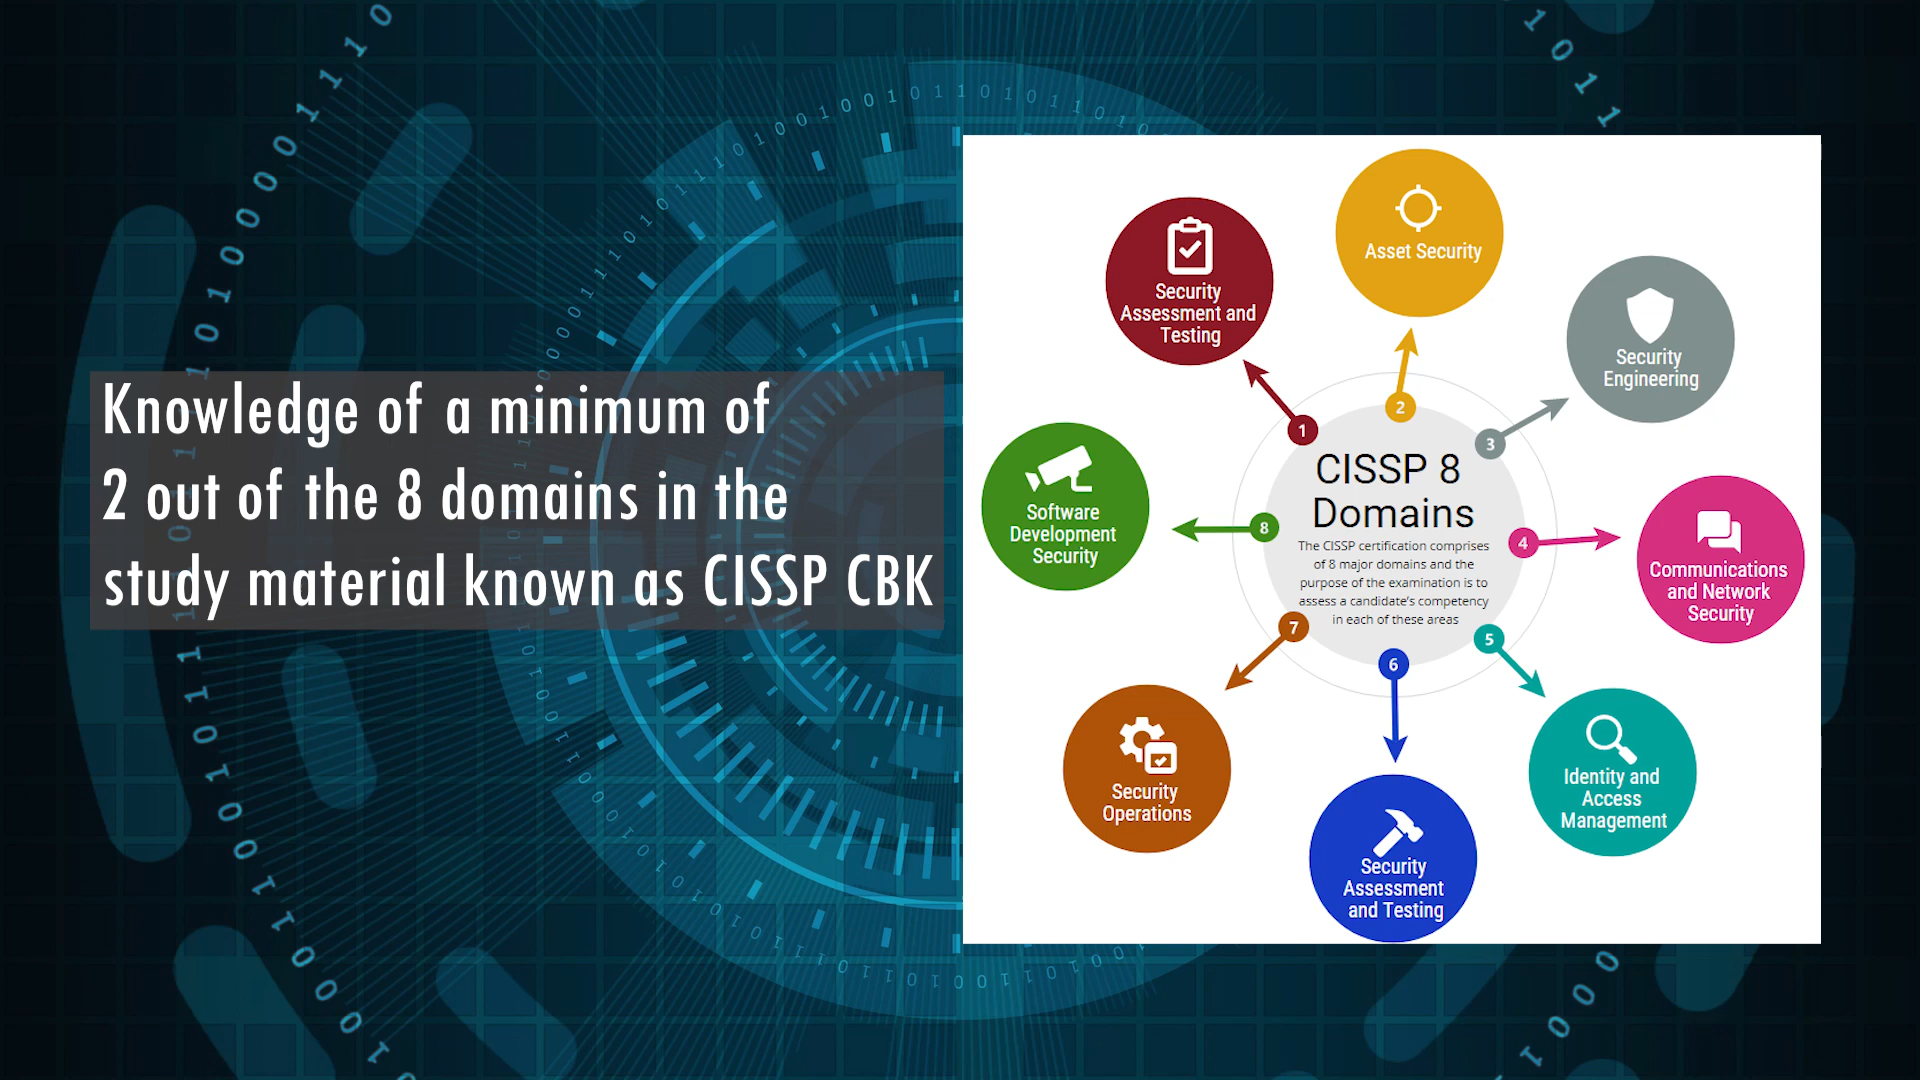 Knowledge of a minimum of
2 out of the 8 domains in the
study material known as CISSP CBK
CISSP 8
Domains
The CISSP certification comprises
of 8 major domains and the
purpose of the examination is to
assess a candidate's competency
in each of these areas
1
Security
Assessment and
Testing
2
Asset Security
3
Security
Engineering
4
Communications
and Network
Security
5
Identity and
Access
Management
6
Security
Assessment
and Testing
7
Security
Operations
8
Software
Development
Security